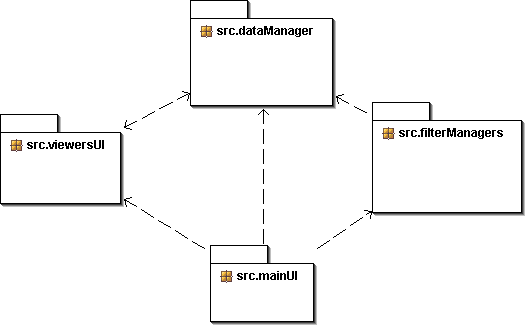 src.dataManager
src.viewersUI
src.filterManagers
src.mainUI